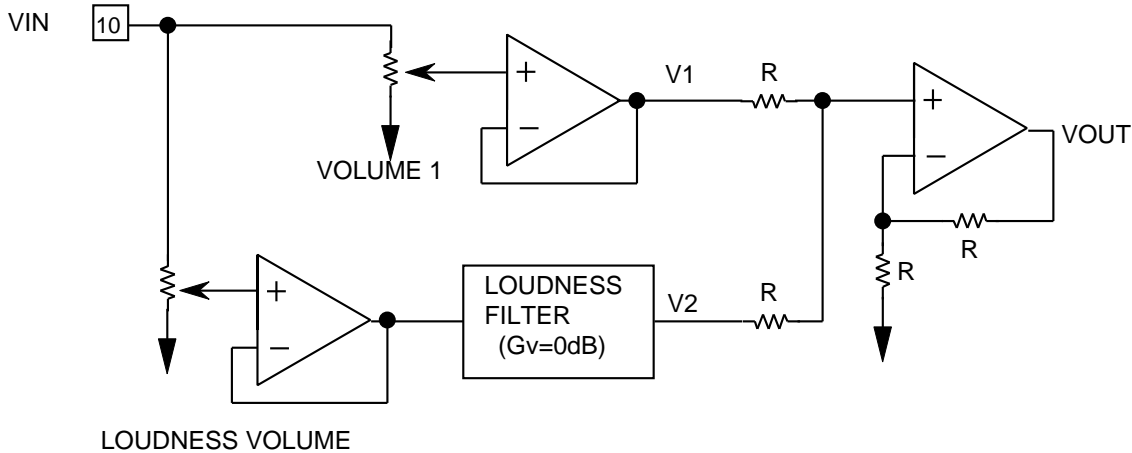 VIN 10
V1 R
VOUT
VOLUME 1
R
R
LOUDNESS
FILTER
(Gv=0dB)
V2 R
LOUDNESS VOLUME